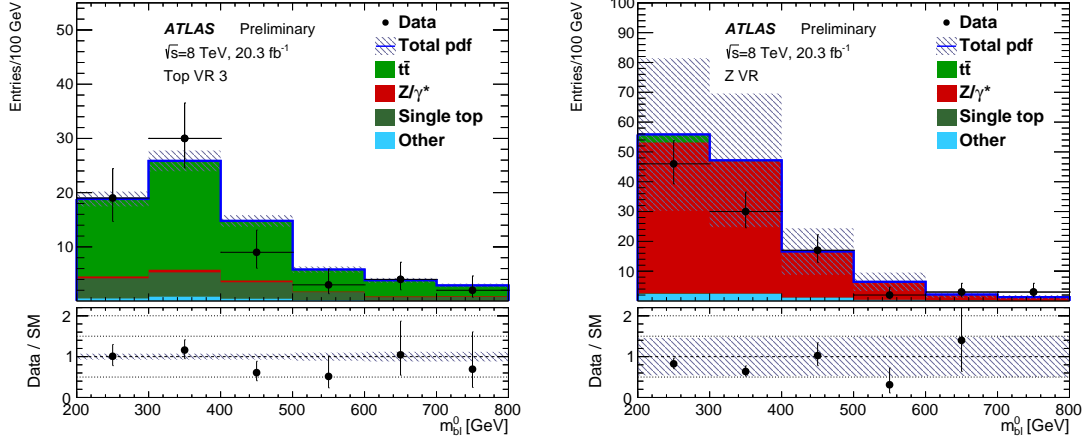 Entries/100 GeV
50
40
30
20
10
ATLAS Preliminary
√s=8 TeV, 20.3 fb⁻¹
Top VR 3
Data
Total pdf
tt̄
Z/γ*
Single top
Other
Data / SM
2
1
0
200 300 400 500 600 700 800
m⁰bl [GeV]
Entries/100 GeV
100
90
80
70
60
50
40
30
20
10
ATLAS Preliminary
√s=8 TeV, 20.3 fb⁻¹
Z VR
Data
Total pdf
tt̄
Z/γ*
Single top
Other
Data / SM
2
1
0
200 300 400 500 600 700 800
m⁰bl [GeV]